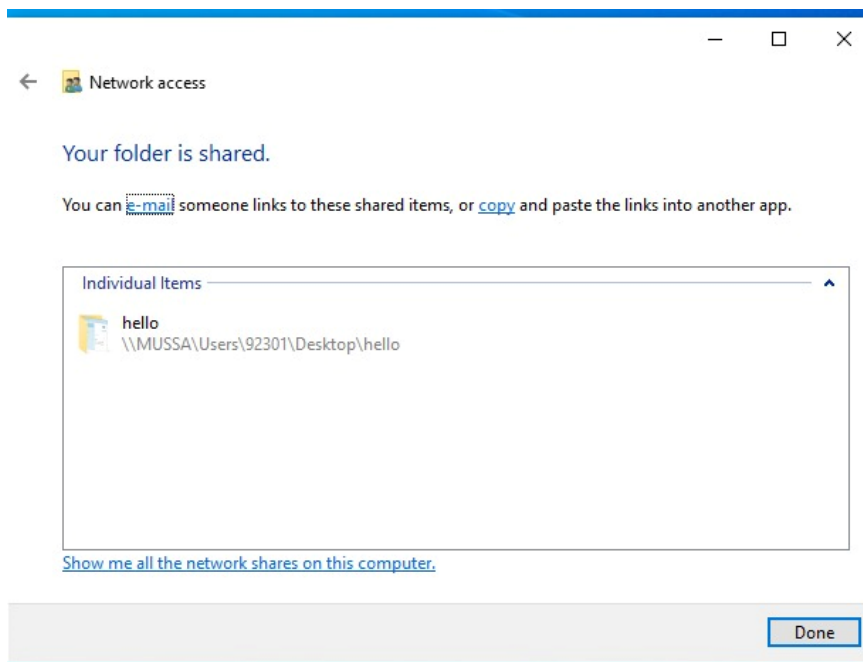 Network access
Your folder is shared.
You can e-mail someone links to these shared items, or copy and paste the links into another app.
Individual Items
hello
\\MUSSA\Users\92301\Desktop\hello
Show me all the network shares on this computer.
Done